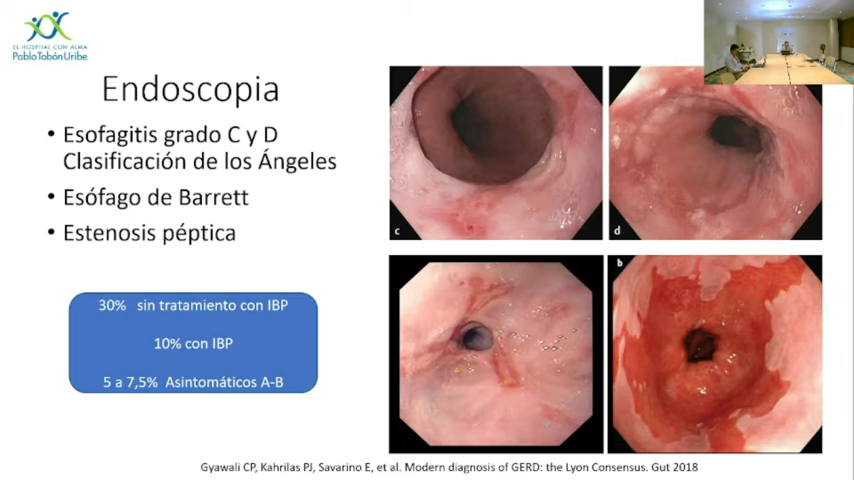 EL HOSPITAL CON ALMA
Pablo Tobón Uribe
Endoscopia
• Esofagitis grado C y D
Clasificación de los Ángeles
• Esófago de Barrett
• Estenosis péptica
30% sin tratamiento con IBP
10% con IBP
5 a 7,5% Asintomáticos A-B
c
d
b
Gyawali CP, Kahrilas PJ, Savarino E, et al. Modern diagnosis of GERD: the Lyon Consensus. Gut 2018